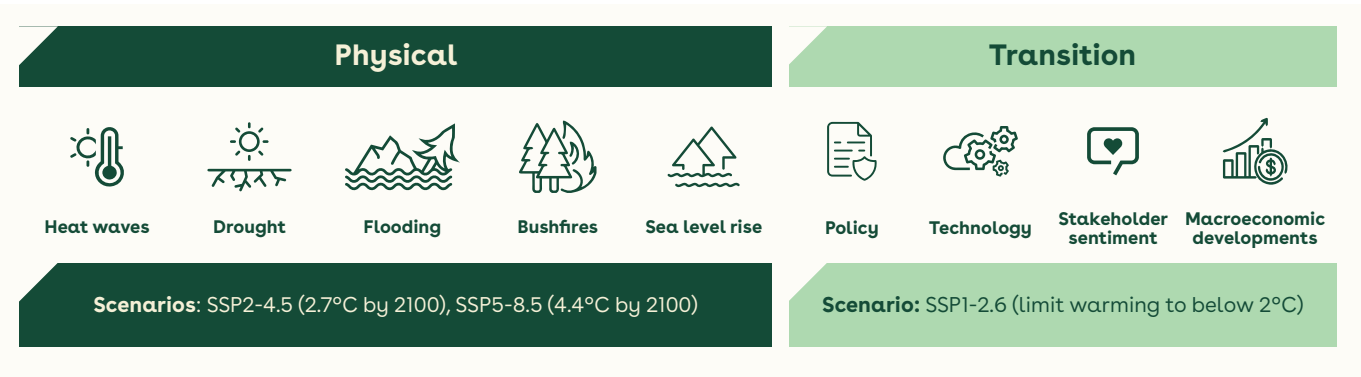 Physical
Transition
Heat waves
Drought
Flooding
Bushfires
Sea level rise
Policy
Technology
Stakeholder
sentiment
Macroeconomic
developments
$
Scenarios: SSP2-4.5 (2.7°C by 2100), SSP5-8.5 (4.4°C by 2100)
Scenario: SSP1-2.6 (limit warming to below 2°C)